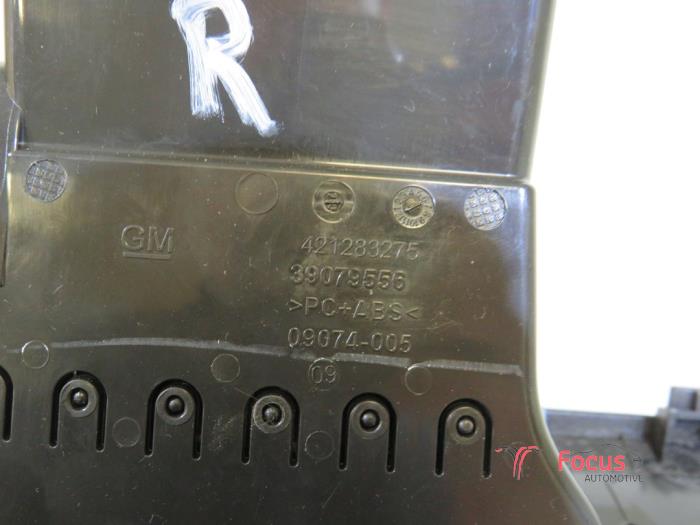 R
GM
421283275
39079556
>PC+ABS<
09074-005
09
Focus
AUTOMOTIVE